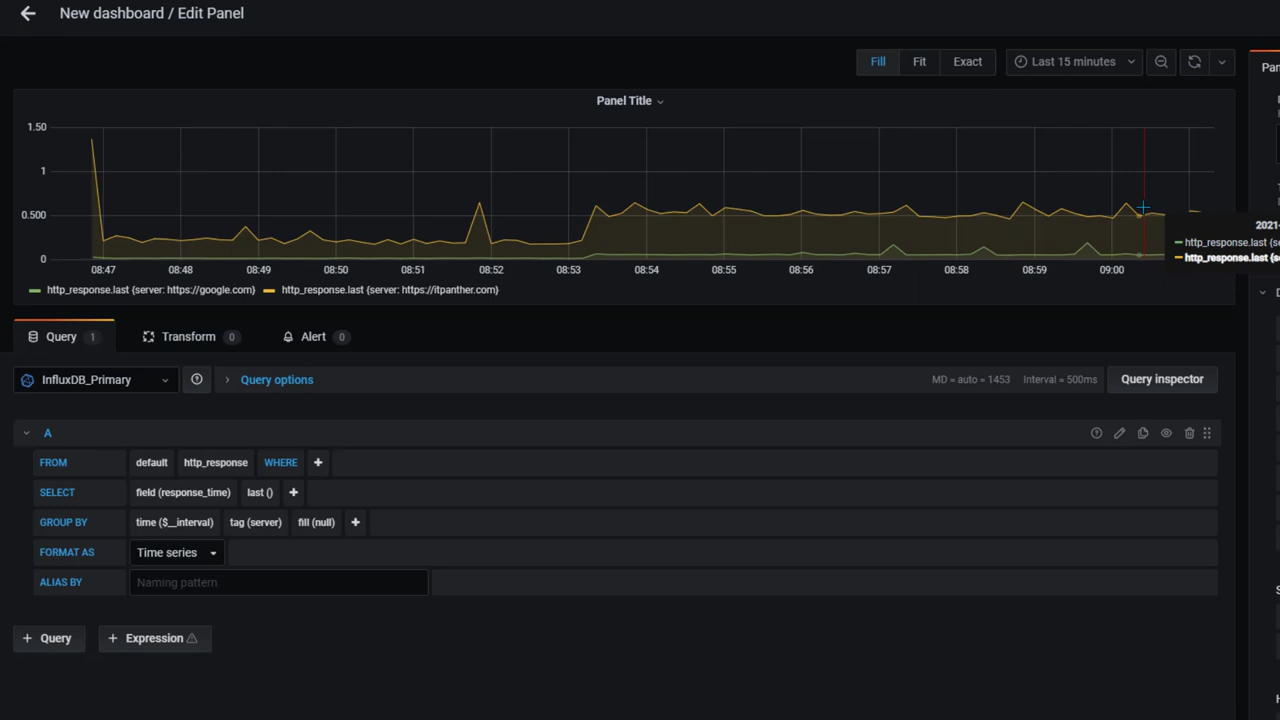 New dashboard / Edit Panel
Fill Fit Exact Last 15 minutes
Panel Title
1.50
1
0.500
0
08:47 08:48 08:49 08:50 08:51 08:52 08:53 08:54 08:55 08:56 08:57 08:58 08:59 09:00
2021-
http_response.last {s
http_response.last {s
http_response.last {server: https://google.com} http_response.last {server: https://itpanther.com}
Query 1 Transform 0 Alert 0
InfluxDB_Primary Query options MD = auto = 1453 Interval = 500ms Query inspector
A
FROM default http_response WHERE +
SELECT field (response_time) last () +
GROUP BY time ($__interval) tag (server) fill (null) +
FORMAT AS Time series
ALIAS BY Naming pattern
+ Query + Expression